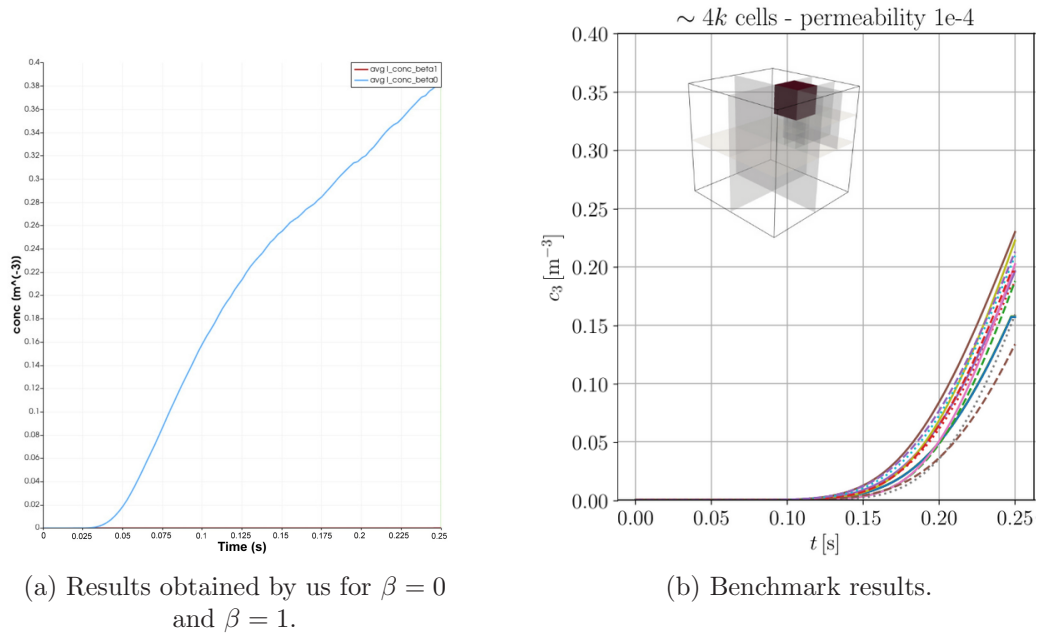 ∼ 4k cells - permeability 1e-4
avg l_conc_beta1
avg l_conc_beta0
conc (m^(-3))
0.4
0.38
0.36
0.34
0.32
0.3
0.28
0.26
0.24
0.22
0.2
0.18
0.16
0.14
0.12
0.1
0.08
0.06
0.04
0.02
0
0 0.025 0.05 0.075 0.1 0.125 0.15 0.175 0.2 0.225 0.25
Time (s)
c₃ [m⁻³]
0.40
0.35
0.30
0.25
0.20
0.15
0.10
0.05
0.00
0.00 0.05 0.10 0.15 0.20 0.25
t [s]
(a) Results obtained by us for β = 0
and β = 1.
(b) Benchmark results.